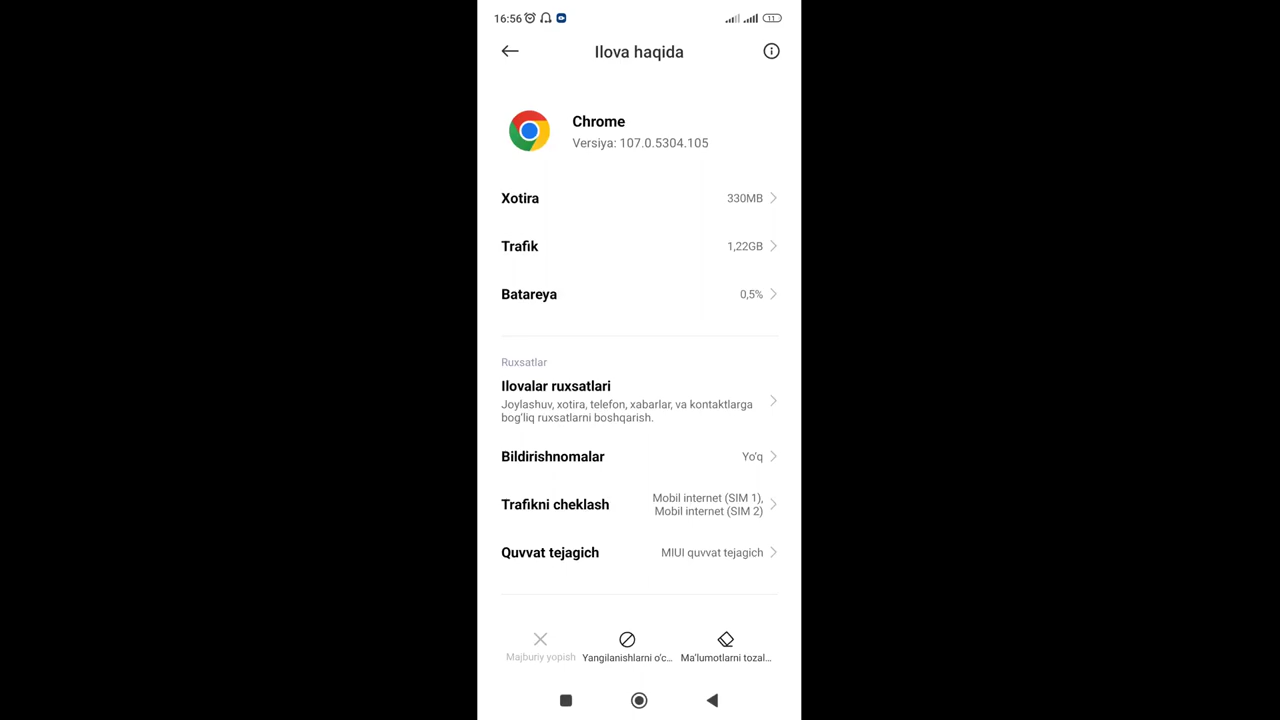 16:56
11
Ilova haqida
Chrome
Versiya: 107.0.5304.105
Xotira 330MB
Trafik 1,22GB
Batareya 0,5%
Ruxsatlar
Ilovalar ruxsatlari
Joylashuv, xotira, telefon, xabarlar, va kontaktlarga
bog'liq ruxsatlarni boshqarish.
Bildirishnomalar Yo'q
Trafikni cheklash Mobil internet (SIM 1),
Mobil internet (SIM 2)
Quvvat tejagich MIUI quvvat tejagich
Majburiy yopish Yangilanishlarni o'c... Ma'lumotlarni tozal...